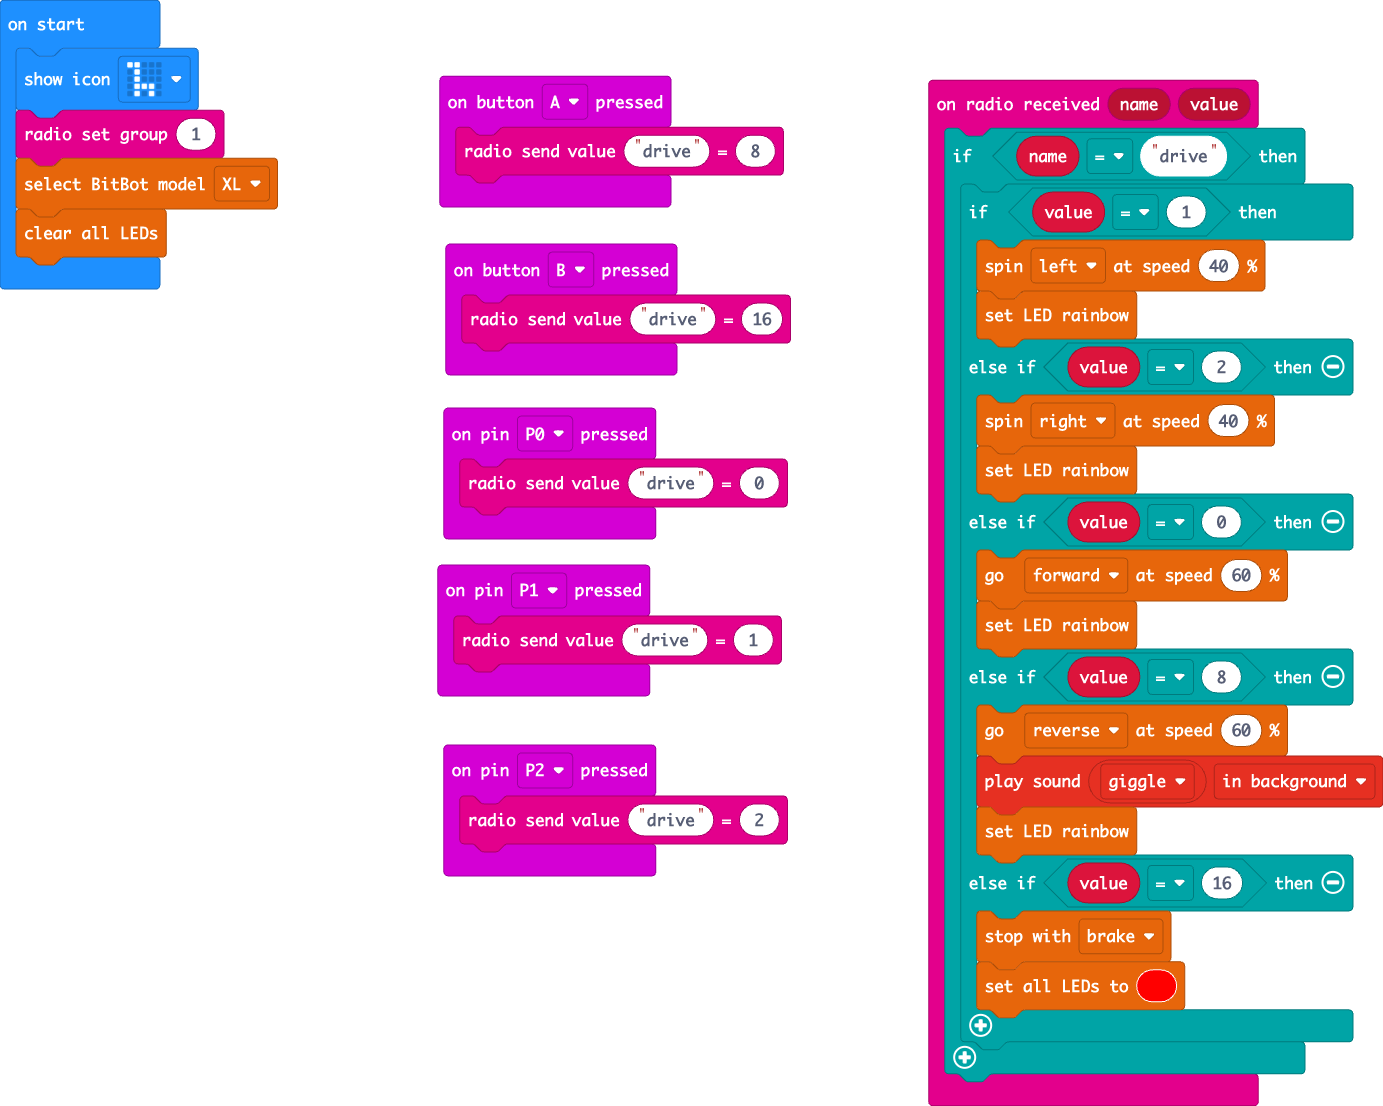 on start
show icon
radio set group 1
select BitBot model XL
clear all LEDs
on button A pressed
radio send value "drive" = 8
on button B pressed
radio send value "drive" = 16
on pin P0 pressed
radio send value "drive" = 0
on pin P1 pressed
radio send value "drive" = 1
on pin P2 pressed
radio send value "drive" = 2
on radio received name value
if name = "drive" then
if value = 1 then
spin left at speed 40 %
set LED rainbow
else if value = 2 then
spin right at speed 40 %
set LED rainbow
else if value = 0 then
go forward at speed 60 %
set LED rainbow
else if value = 8 then
go reverse at speed 60 %
play sound giggle in background
set LED rainbow
else if value = 16 then
stop with brake
set all LEDs to